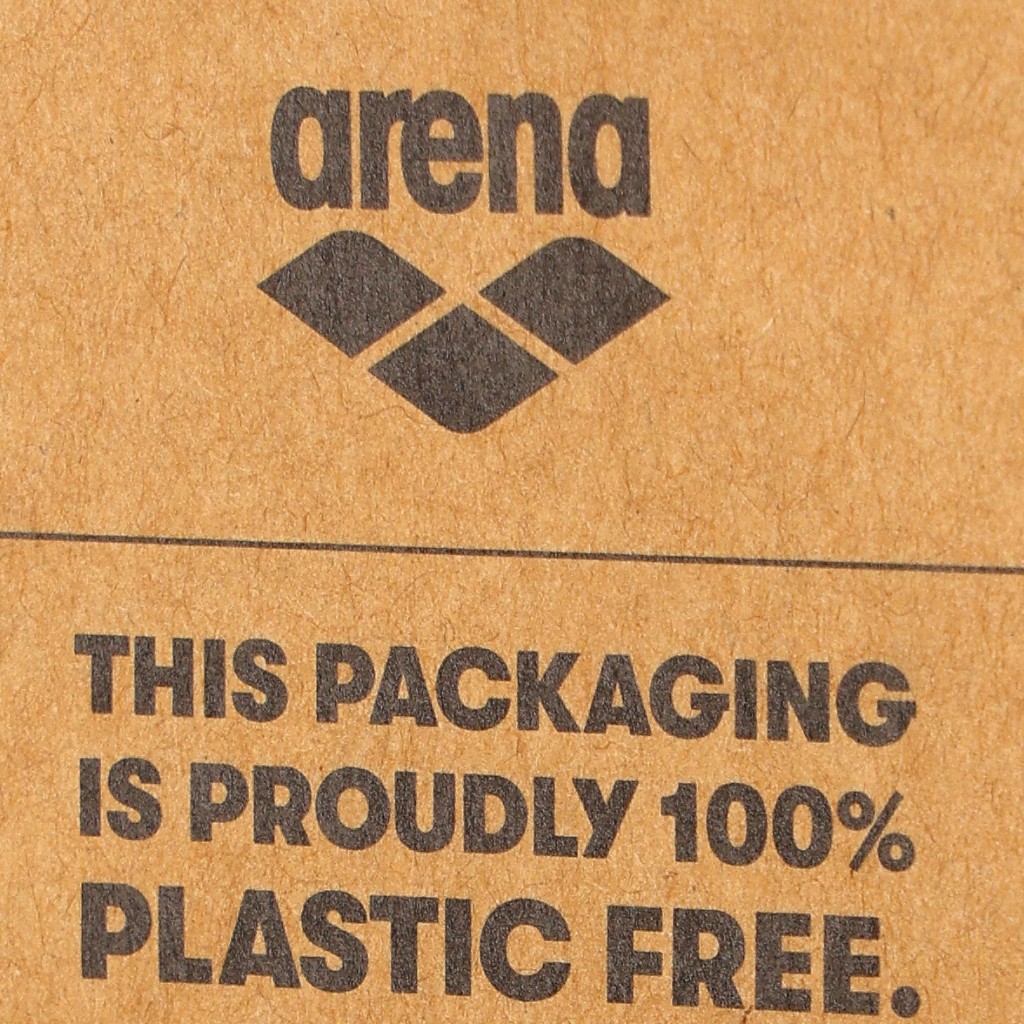 arena
THIS PACKAGING
IS PROUDLY 100%
PLASTIC FREE.